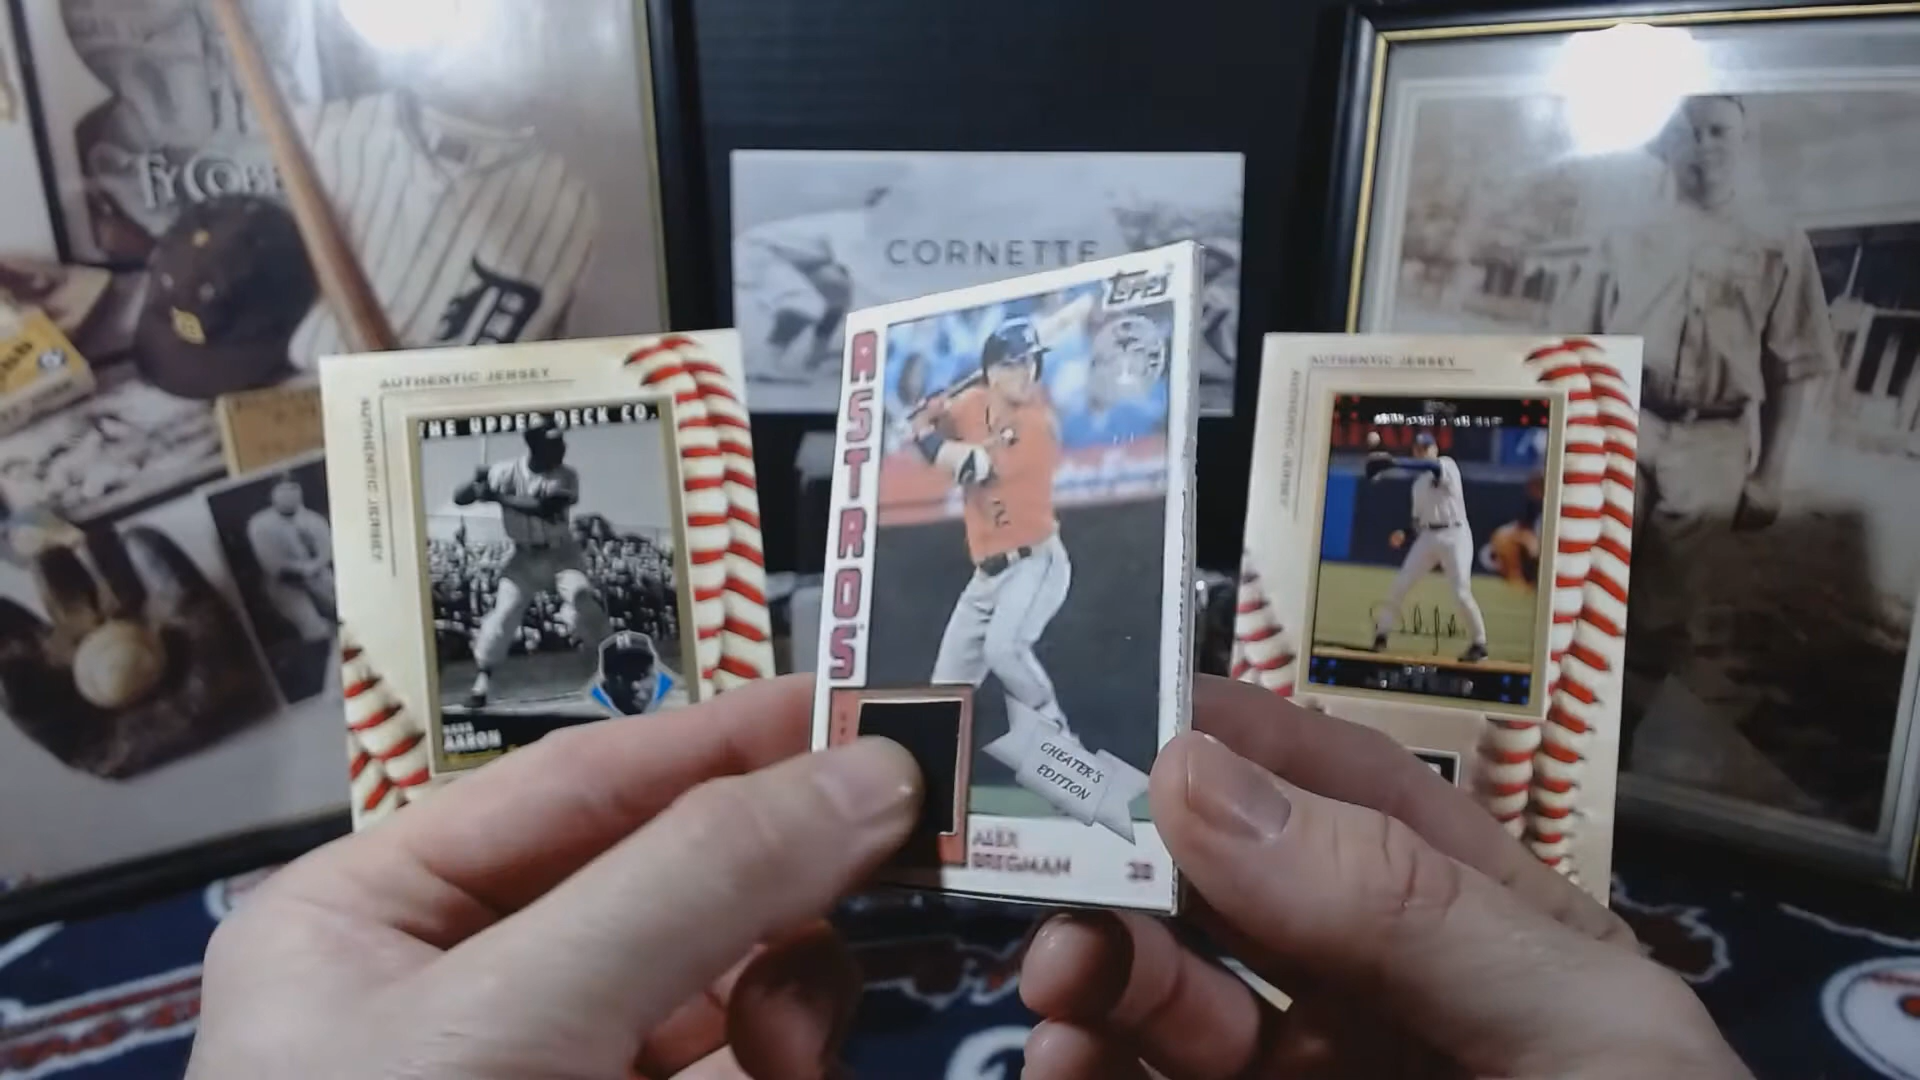 TY COBB
CORNETTE
AUTHENTIC JERSEY
AUTHENTIC JERSEY
THE UPPER DECK CO.
AARON
Topps
ASTROS
CHEATER'S
EDITION
ALEX
BREGMAN
3B
AUTHENTIC JERSEY
AUTHENTIC JERSEY